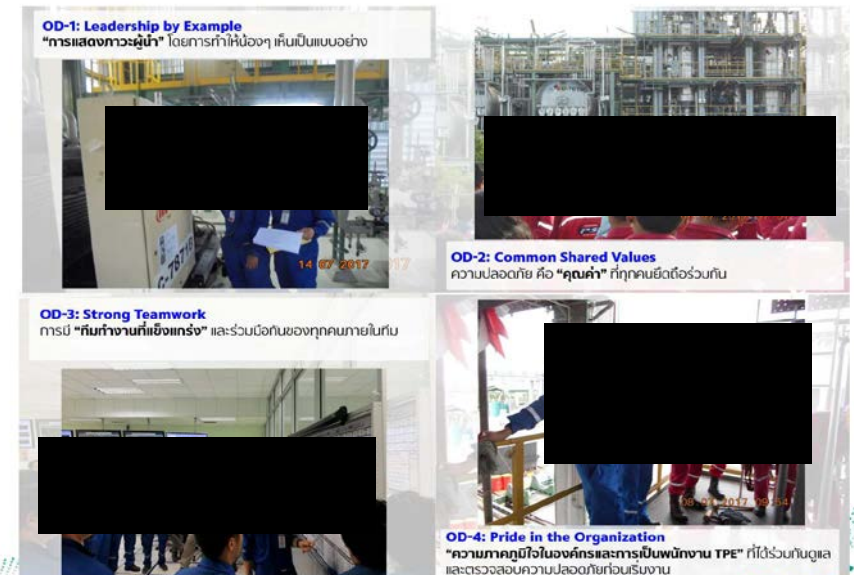 OD-1: Leadership by Example
“การแสดงภาวะผู้นำ” โดยการทำให้น้องๆ เห็นเป็นแบบอย่าง
14 07 2017
OD-2: Common Shared Values
ความปลอดภัย คือ “คุณค่า” ที่ทุกคนยึดถือร่วมกัน
OD-3: Strong Teamwork
การมี “ทีมทำงานที่แข็งแกร่ง” และร่วมมือกันของทุกคนภายในทีม
OD-4: Pride in the Organization
“ความภาคภูมิใจในองค์กรและการเป็นพนักงาน TPE” ที่ได้ร่วมกันดูแล
และตรวจสอบความปลอดภัยก่อนเริ่มงาน